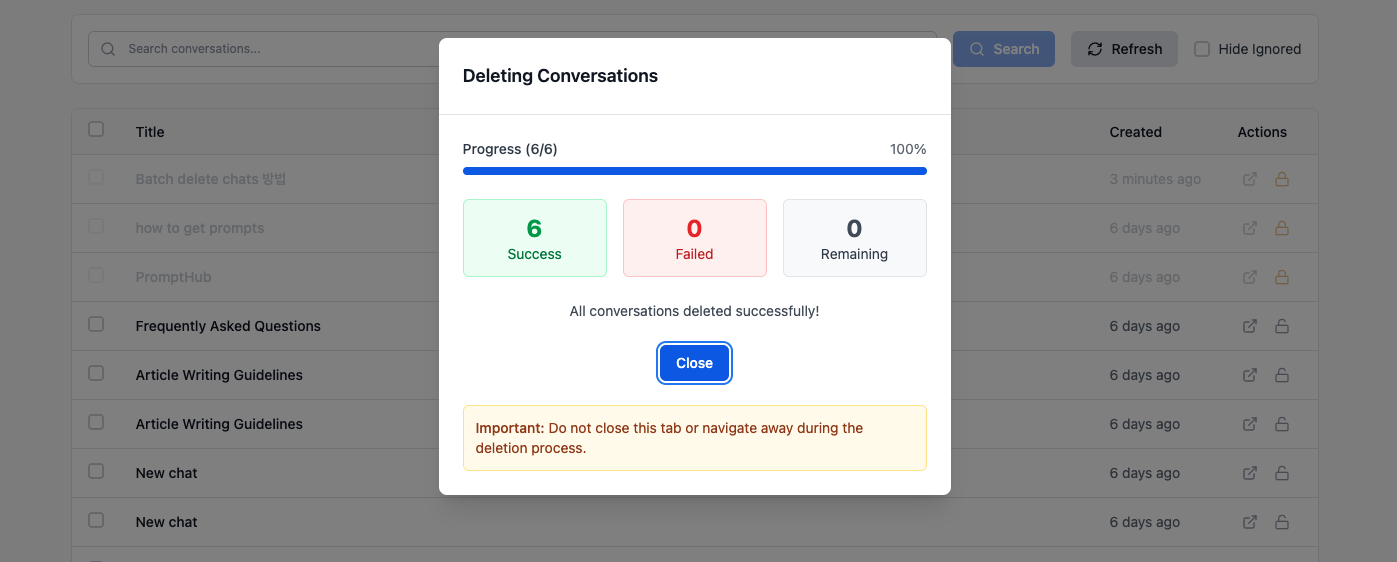 Search conversations...
Search
Refresh
Hide Ignored
Deleting Conversations
Progress (6/6)
100%
6
Success
0
Failed
0
Remaining
All conversations deleted successfully!
Close
Important: Do not close this tab or navigate away during the
deletion process.
Title
Created
Actions
Batch delete chats 방법
3 minutes ago
how to get prompts
6 days ago
PromptHub
6 days ago
Frequently Asked Questions
6 days ago
Article Writing Guidelines
6 days ago
Article Writing Guidelines
6 days ago
New chat
6 days ago
New chat
6 days ago